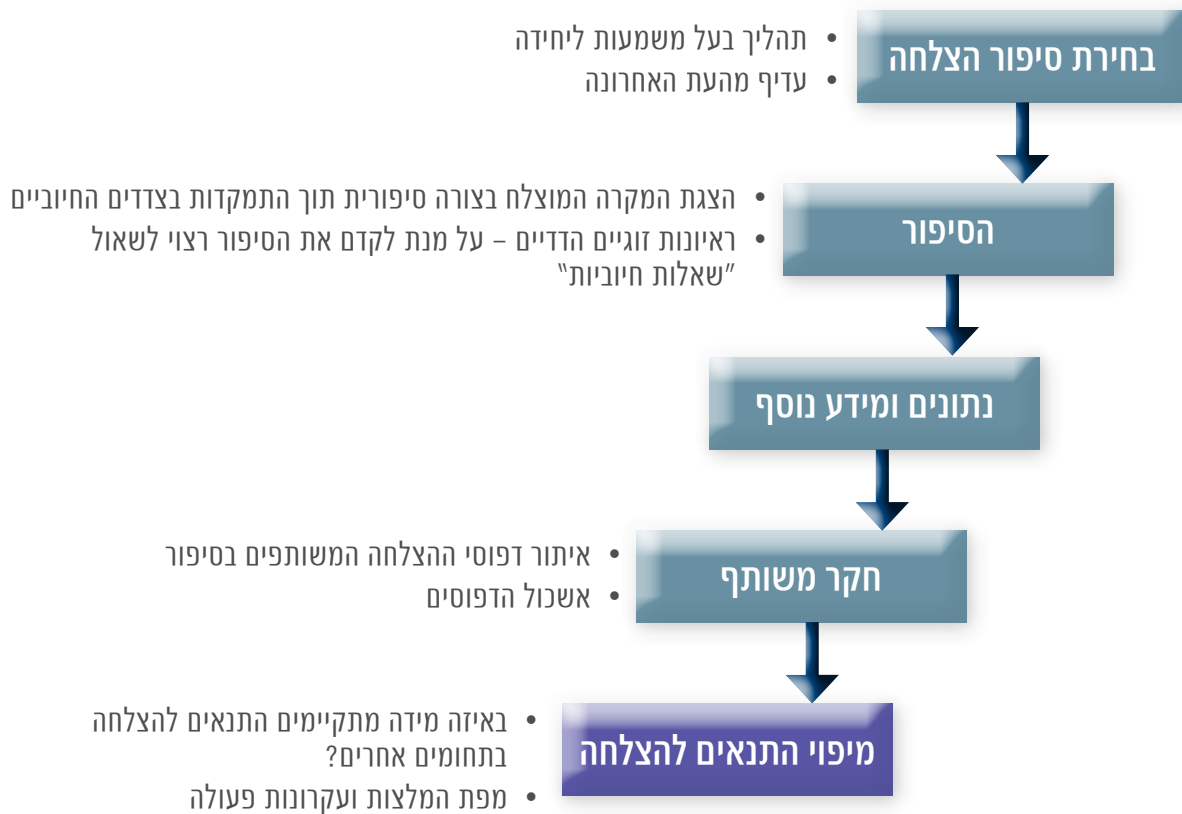 בחירת סיפור הצלחה
• תהליך בעל משמעות ליחידה
• עדיף מהעת האחרונה
הסיפור
• הצגת המקרה המוצלח בצורה סיפורית תוך התמקדות בצדדים החיוביים
• ראיונות זוגיים הדדיים – על מנת לקדם את הסיפור רצוי לשאול
"שאלות חיוביות"
נתונים ומידע נוסף
חקר משותף
• איתור דפוסי ההצלחה המשותפים בסיפור
• אשכול הדפוסים
מיפוי התנאים להצלחה
• באיזה מידה מתקיימים התנאים להצלחה
בתחומים אחרים?
• מפת המלצות ועקרונות פעולה